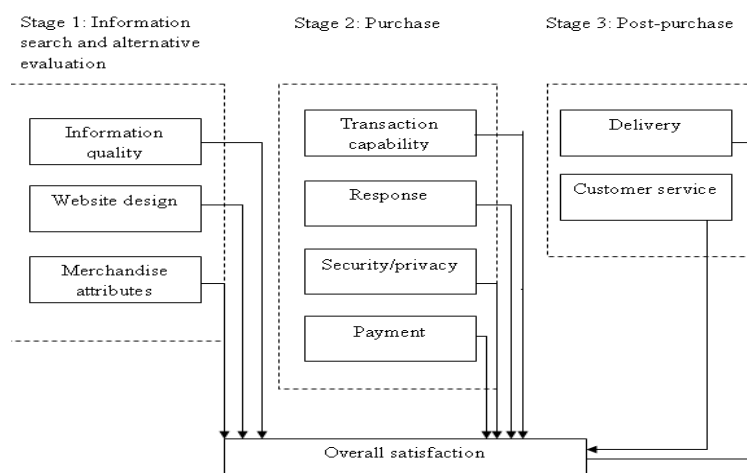 Stage 1: Information
search and alternative
evaluation
Information
quality
Website design
Merchandise
attributes
Stage 2: Purchase
Transaction
capability
Response
Security/privacy
Payment
Stage 3: Post-purchase
Delivery
Customer service
Overall satisfaction